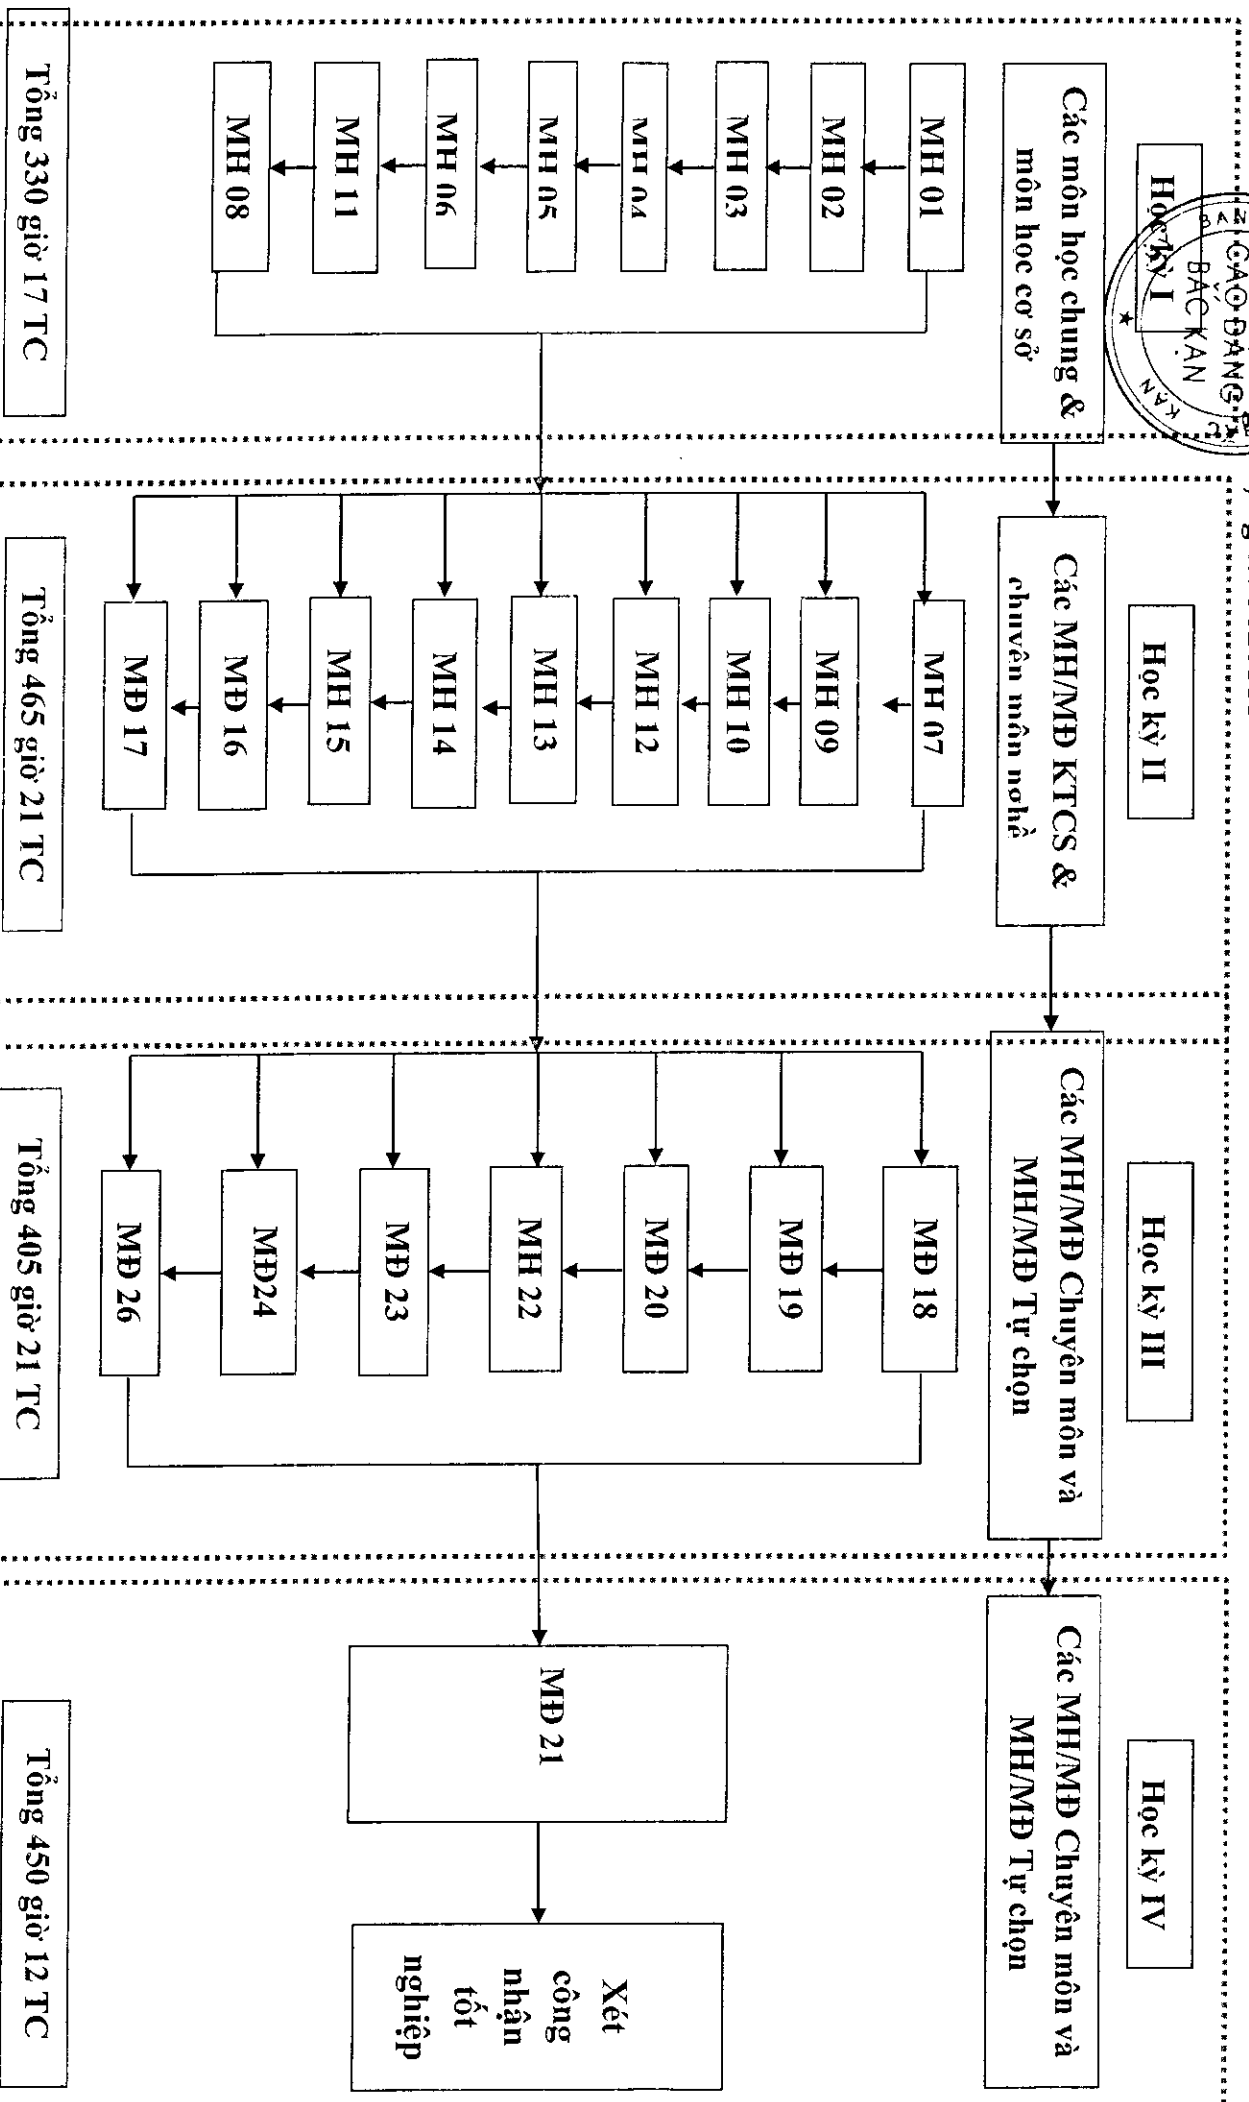 BAN
CAO ĐẲNG
BẮC KẠN
KẠN
Học kỳ I
Học kỳ II
Học kỳ III
Học kỳ IV
Các môn học chung &
môn học cơ sở
Các MH/MĐ KTCS &
chuyên môn nghề
Các MH/MĐ Chuyên môn và
MH/MĐ Tự chọn
Các MH/MĐ Chuyên môn và
MH/MĐ Tự chọn
MH 01
MH 02
MH 03
MH 04
MH 05
MH 06
MH 11
MH 08
MH 07
MH 09
MH 10
MH 12
MH 13
MH 14
MH 15
MĐ 16
MĐ 17
MĐ 18
MĐ 19
MĐ 20
MH 22
MĐ 23
MĐ24
MĐ 26
MĐ 21
Xét
công
nhận
tốt
nghiệp
Tổng 330 giờ 17 TC
Tổng 465 giờ 21 TC
Tổng 405 giờ 21 TC
Tổng 450 giờ 12 TC